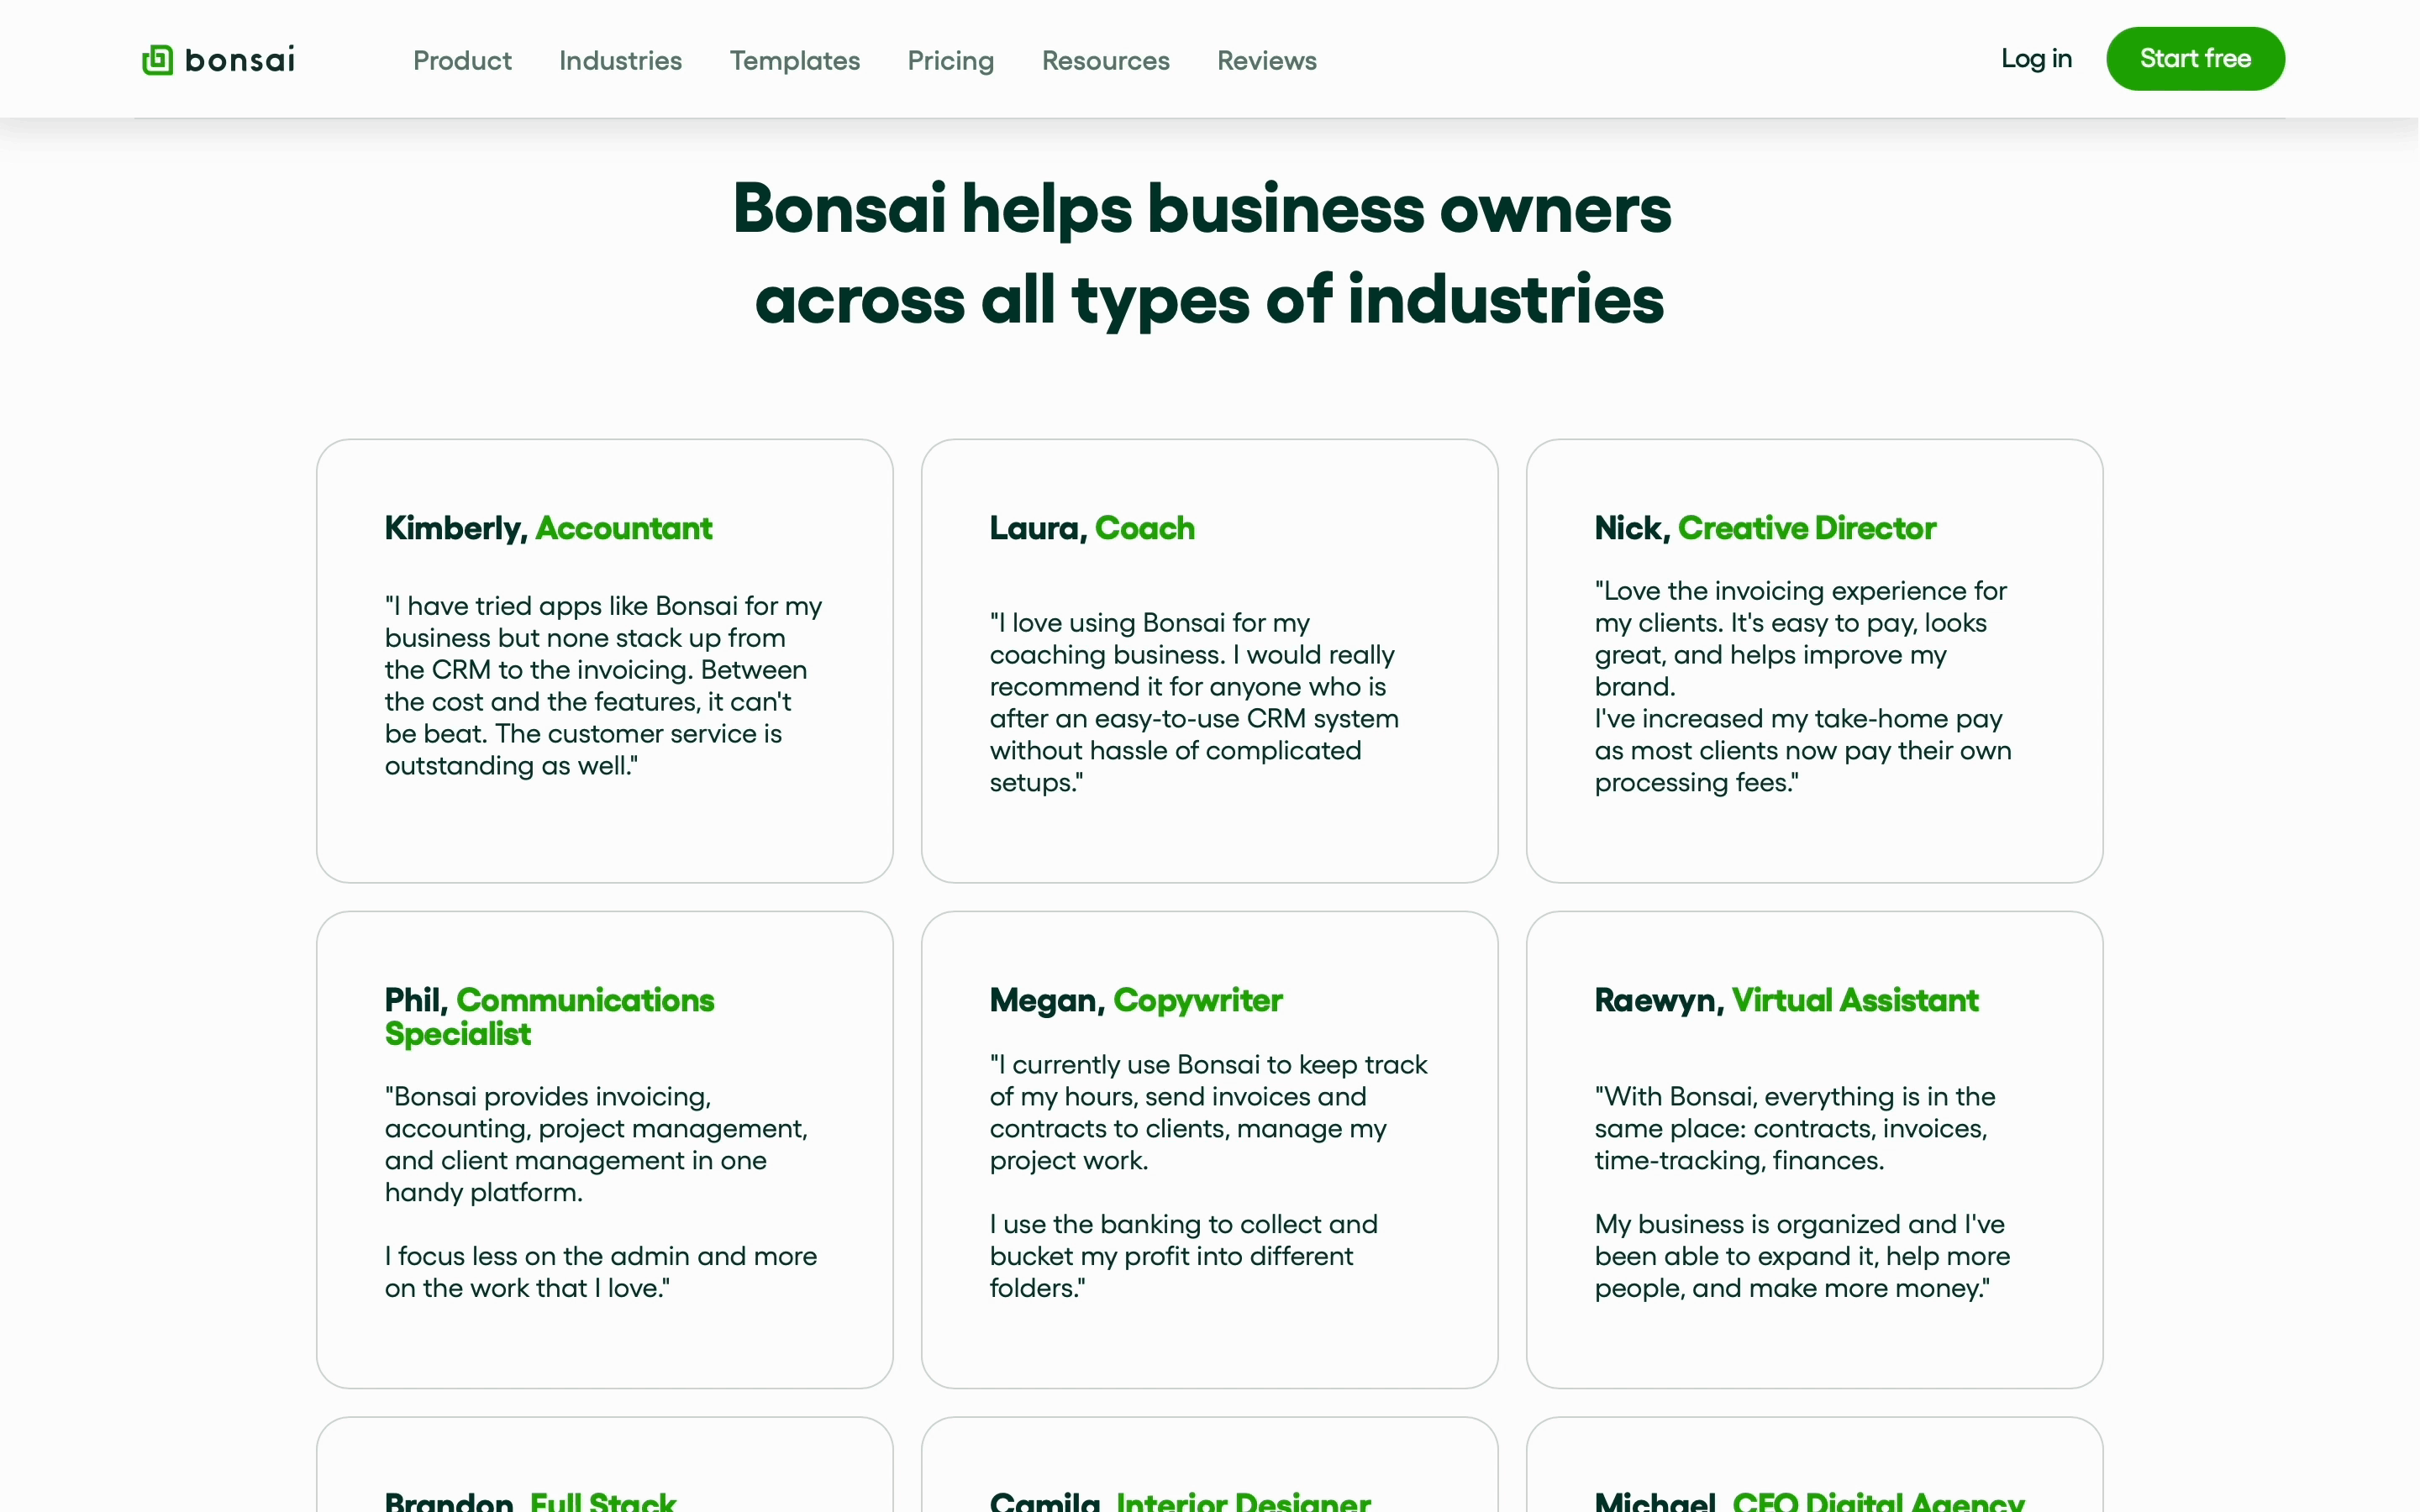 bonsai
Product Industries Templates Pricing Resources Reviews
Log in
Start free
Bonsai helps business owners
across all types of industries
Kimberly, Accountant
"I have tried apps like Bonsai for my
business but none stack up from
the CRM to the invoicing. Between
the cost and the features, it can't
be beat. The customer service is
outstanding as well."
Laura, Coach
"I love using Bonsai for my
coaching business. I would really
recommend it for anyone who is
after an easy-to-use CRM system
without hassle of complicated
setups."
Nick, Creative Director
"Love the invoicing experience for
my clients. It's easy to pay, looks
great, and helps improve my
brand.
I've increased my take-home pay
as most clients now pay their own
processing fees."
Phil, Communications
Specialist
"Bonsai provides invoicing,
accounting, project management,
and client management in one
handy platform.
I focus less on the admin and more
on the work that I love."
Megan, Copywriter
"I currently use Bonsai to keep track
of my hours, send invoices and
contracts to clients, manage my
project work.
I use the banking to collect and
bucket my profit into different
folders."
Raewyn, Virtual Assistant
"With Bonsai, everything is in the
same place: contracts, invoices,
time-tracking, finances.
My business is organized and I've
been able to expand it, help more
people, and make more money."
Brandon, Full Stack
Camila, Interior Designer
Michael, CEO Digital Agency